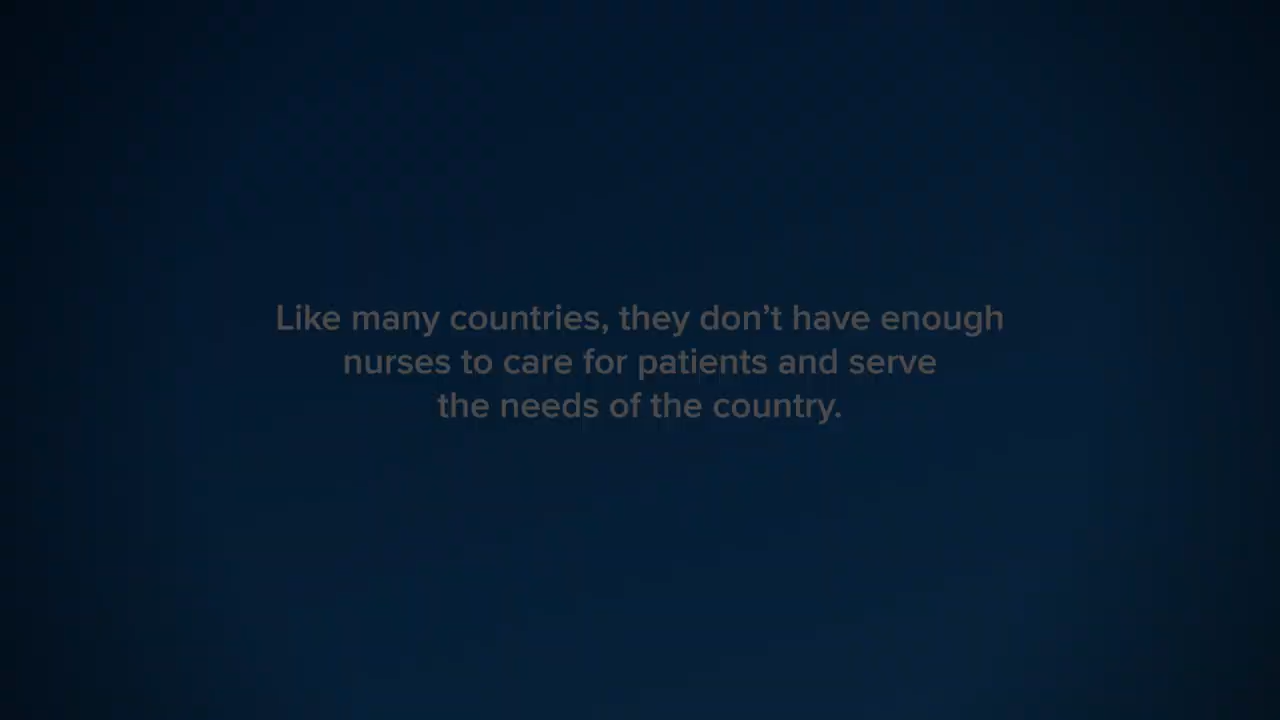 Like many countries, they don’t have enough
nurses to care for patients and serve
the needs of the country.